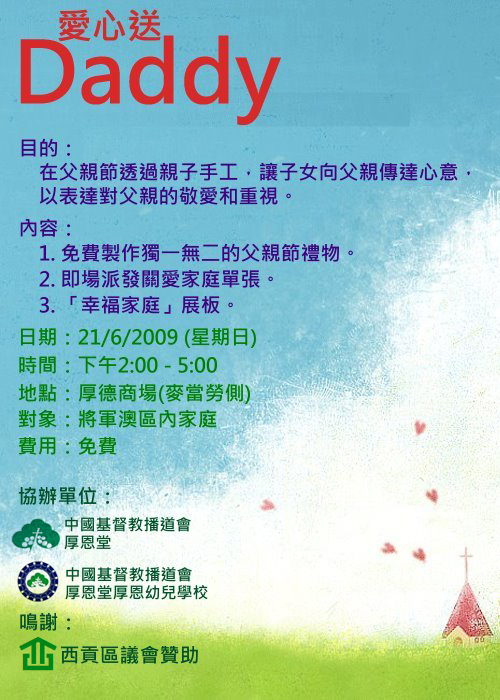 愛心送
Daddy
目的：
在父親節透過親子手工，讓子女向父親傳達心意，
以表達對父親的敬愛和重視。
內容：
1. 免費製作獨一無二的父親節禮物。
2. 即場派發關愛家庭單張。
3. 「幸福家庭」展板。
日期：21/6/2009 (星期日)
時間：下午2:00 - 5:00
地點：厚德商場(麥當勞側)
對象：將軍澳區內家庭
費用：免費
協辦單位：
中國基督教播道會
厚恩堂
中國基督教播道會
厚恩堂厚恩幼兒學校
鳴謝：
西貢區議會贊助